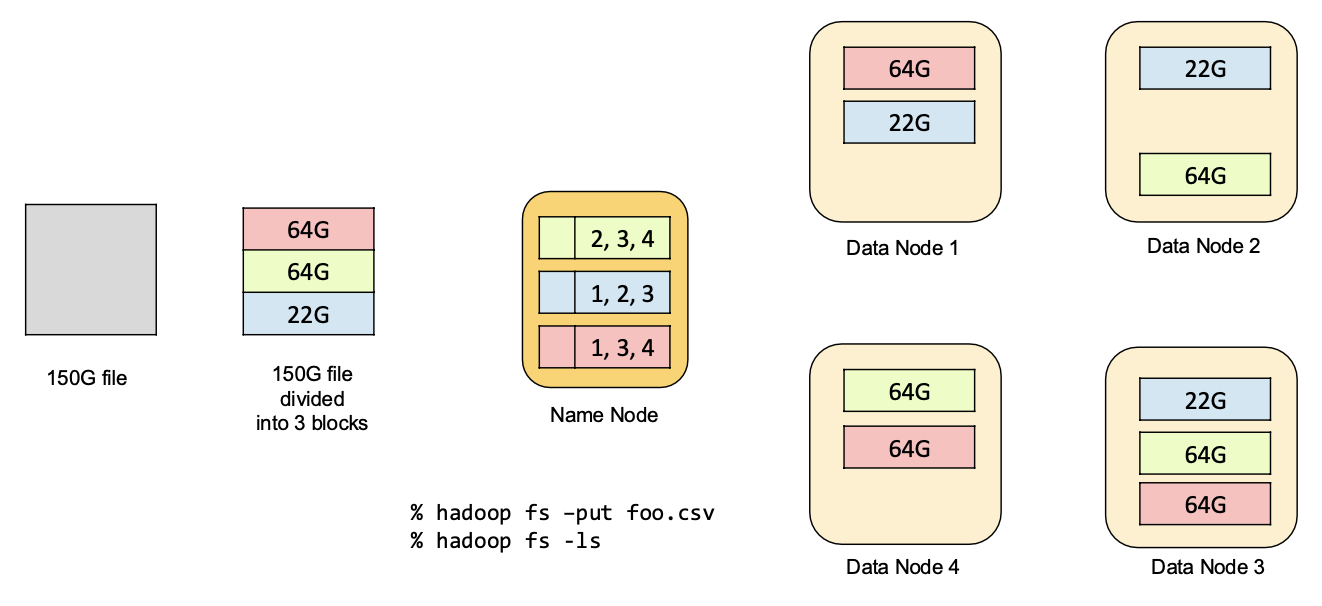 150G file
64G
64G
22G
150G file
divided
into 3 blocks
2, 3, 4
1, 2, 3
1, 3, 4
Name Node
% hadoop fs –put foo.csv
% hadoop fs -ls
64G
22G
Data Node 1
22G
64G
Data Node 2
64G
64G
Data Node 4
22G
64G
64G
Data Node 3